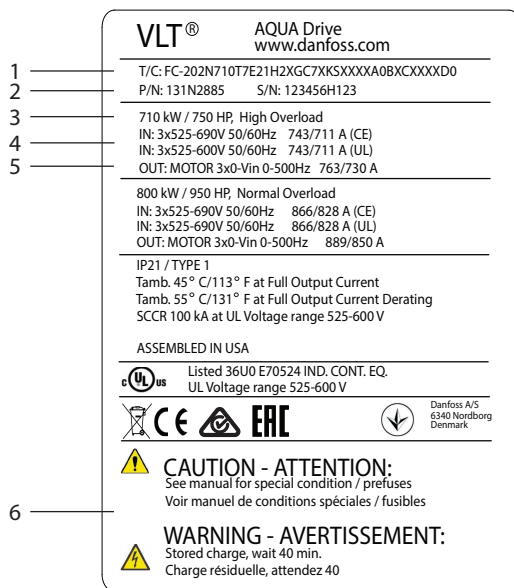 VLT® AQUA Drive
www.danfoss.com
1 T/C: FC-202N710T7E21H2XGC7XKSXXXXA0BXCXXXXD0
2 P/N: 131N2885 S/N: 123456H123
3 710 kW / 750 HP, High Overload
4 IN: 3x525-690V 50/60Hz 743/711 A (CE)
IN: 3x525-600V 50/60Hz 743/711 A (UL)
5 OUT: MOTOR 3x0-Vin 0-500Hz 763/730 A
800 kW / 950 HP, Normal Overload
IN: 3x525-690V 50/60Hz 866/828 A (CE)
IN: 3x525-690V 50/60Hz 866/828 A (UL)
OUT: MOTOR 3x0-Vin 0-500Hz 889/850 A
IP21 / TYPE 1
Tamb. 45° C/113° F at Full Output Current
Tamb. 55° C/131° F at Full Output Current Derating
SCCR 100 kA at UL Voltage range 525-600 V
ASSEMBLED IN USA
c UL us Listed 36U0 E70524 IND. CONT. EQ.
UL Voltage range 525-600 V
CE EAC
Danfoss A/S
6340 Nordborg
Denmark
CAUTION - ATTENTION:
See manual for special condition / prefuses
Voir manuel de conditions spéciales / fusibles
6
WARNING - AVERTISSEMENT:
Stored charge, wait 40 min.
Charge résiduelle, attendez 40